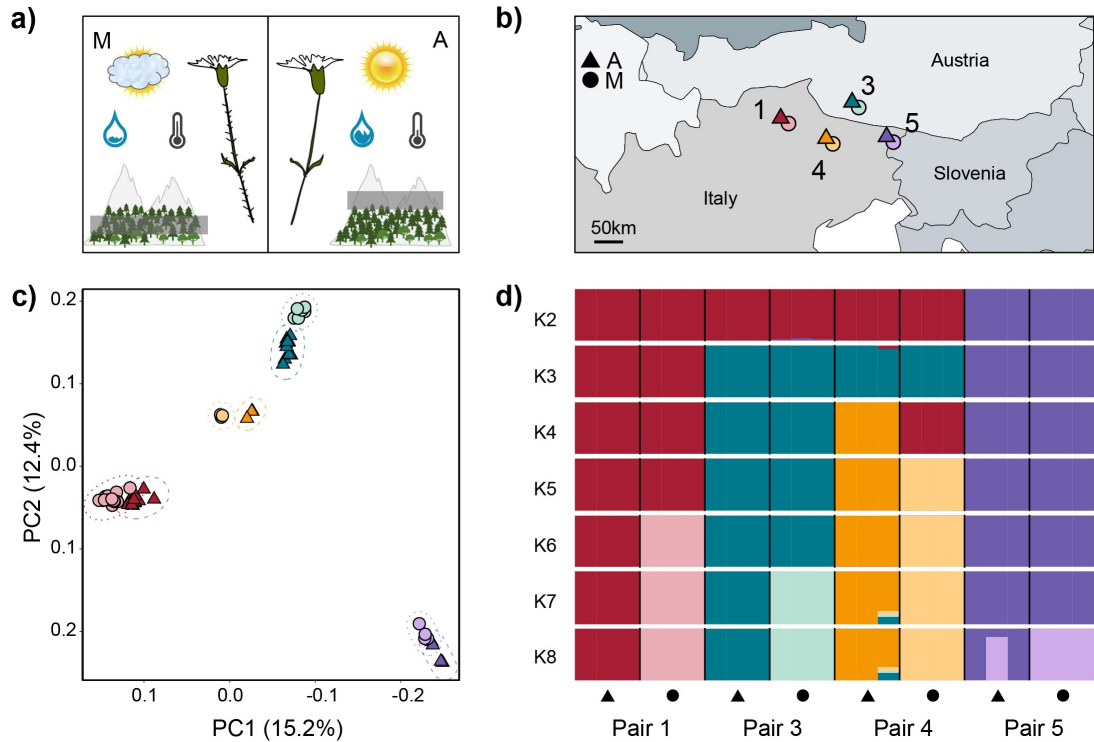 a)
M
A
b)
A
M
Austria
3
1
5
4
Slovenia
Italy
50km
c)
0.2
0.1
0.0
0.1
0.2
PC2 (12.4%)
0.1
0.0
-0.1
-0.2
PC1 (15.2%)
d)
K2
K3
K4
K5
K6
K7
K8
Pair 1
Pair 3
Pair 4
Pair 5